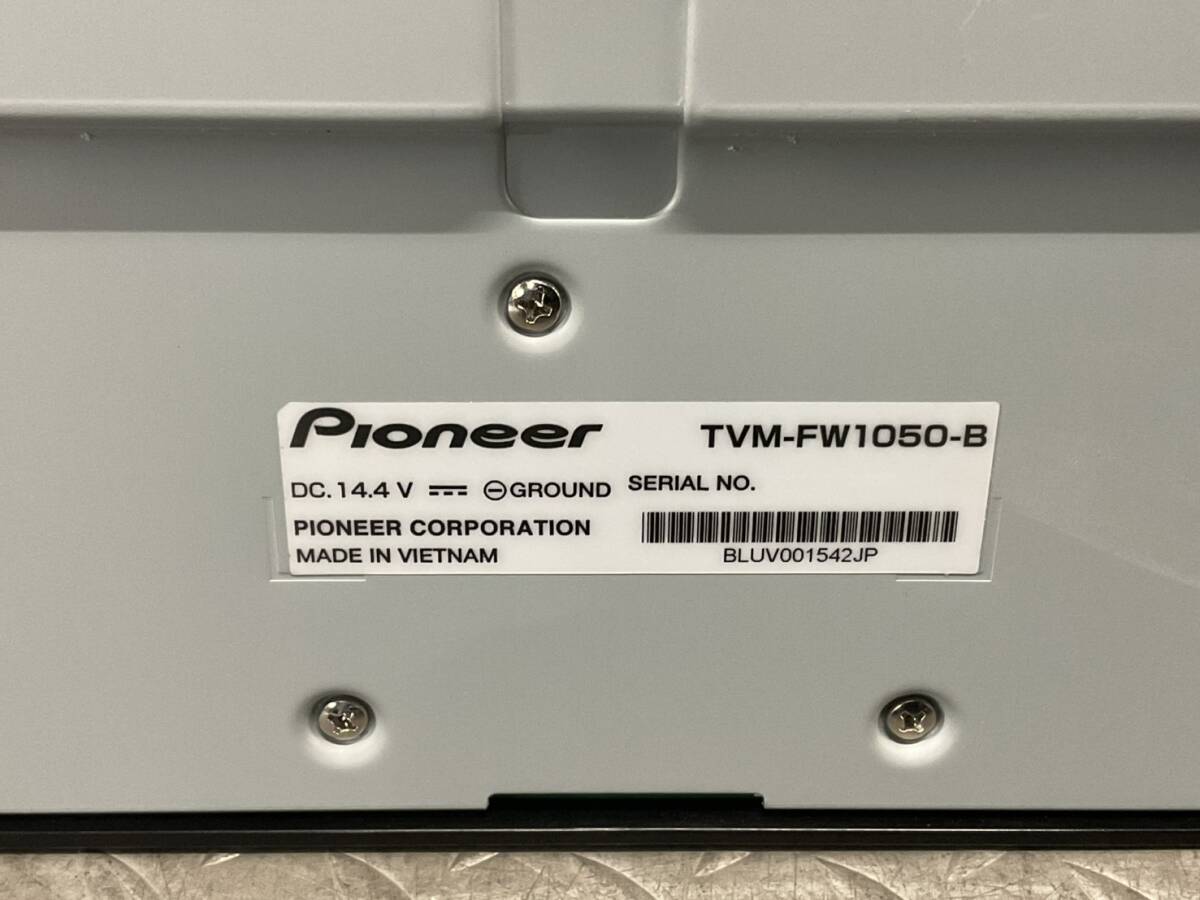 Pioneer TVM-FW1050-B
DC.14.4 V ⎓ ⊖GROUND SERIAL NO.
PIONEER CORPORATION
MADE IN VIETNAM
BLUV001542JP